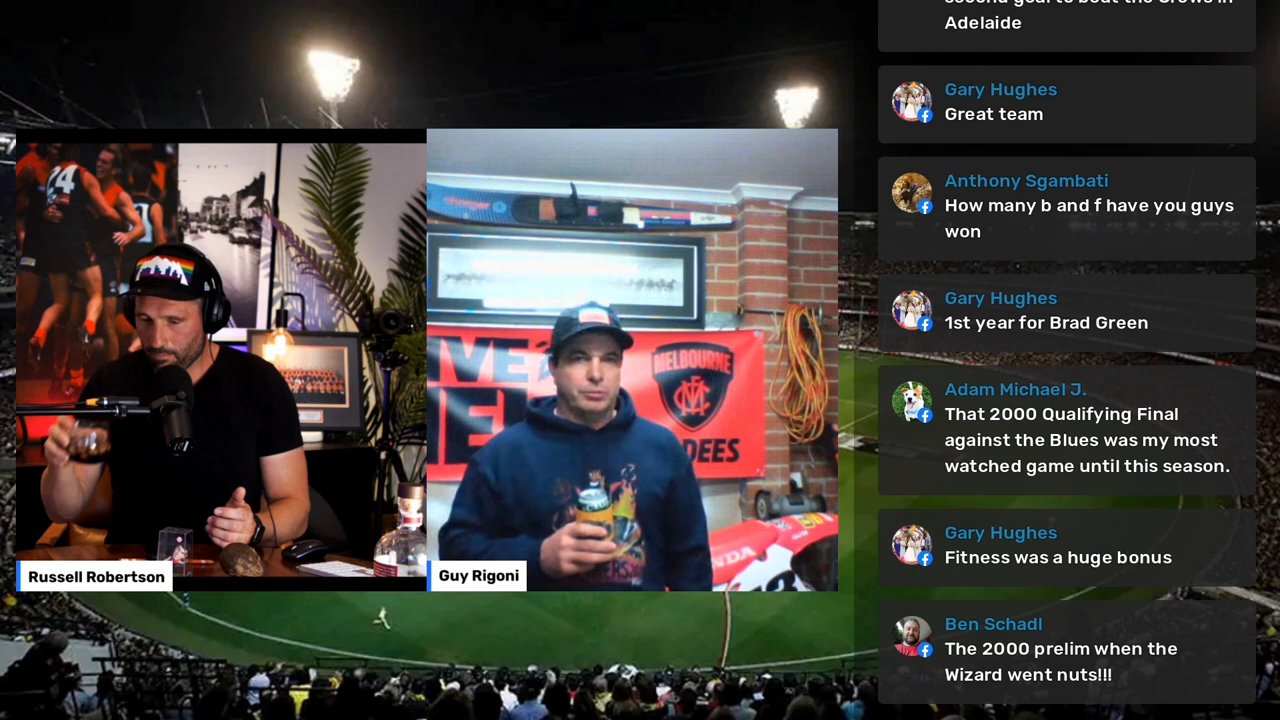 Adelaide
Gary Hughes
Great team
Anthony Sgambati
How many b and f have you guys
won
Gary Hughes
1st year for Brad Green
Adam Michael J.
That 2000 Qualifying Final
against the Blues was my most
watched game until this season.
Gary Hughes
Fitness was a huge bonus
Ben Schadl
The 2000 prelim when the
Wizard went nuts!!!
24
MELBOURNE
DEES
HONDA
Russell Robertson
Guy Rigoni